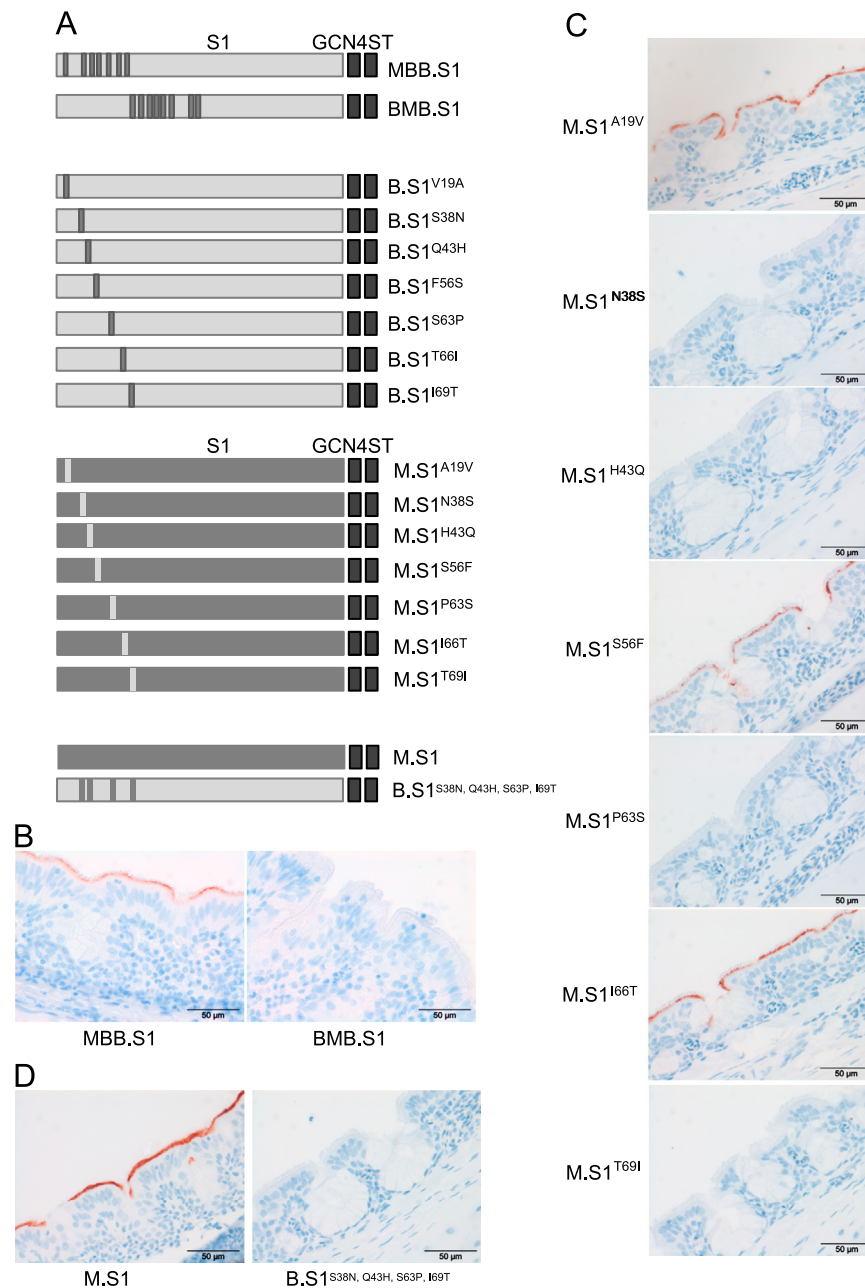 A
S1 GCN4ST
MBB.S1
BMB.S1
B.S1V19A
B.S1S38N
B.S1Q43H
B.S1F56S
B.S1S63P
B.S1T66I
B.S1I69T
S1 GCN4ST
M.S1A19V
M.S1N38S
M.S1H43Q
M.S1S56F
M.S1P63S
M.S1I66T
M.S1T69I
M.S1
B.S1S38N, Q43H, S63P, I69T
B
50 µm
50 µm
MBB.S1 BMB.S1
D
50 µm
50 µm
M.S1 B.S1S38N, Q43H, S63P, I69T
C
M.S1A19V
50 µm
M.S1N38S
50 µm
M.S1H43Q
50 µm
M.S1S56F
50 µm
M.S1P63S
50 µm
M.S1I66T
50 µm
M.S1T69I
50 µm